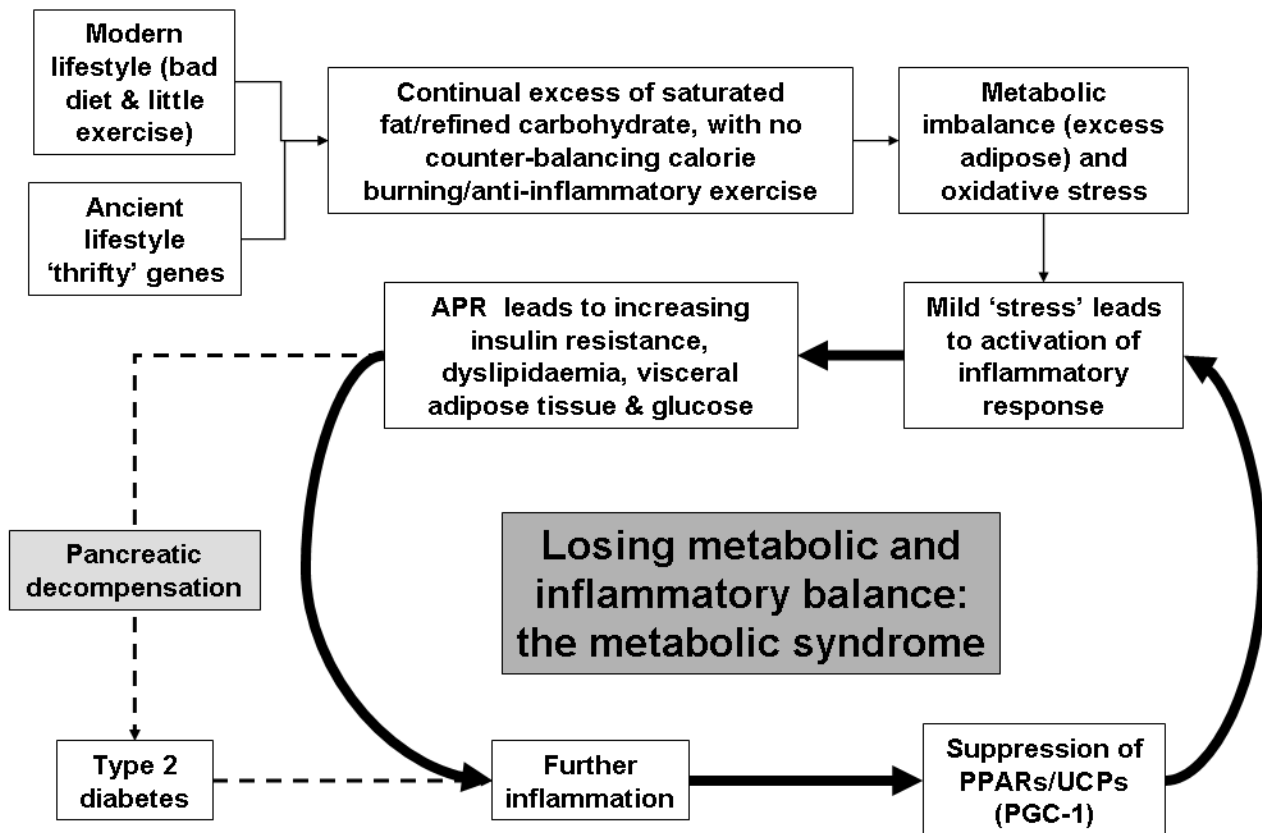 Modern
lifestyle (bad
diet & little
exercise)
Ancient
lifestyle
‘thrifty’ genes
Continual excess of saturated
fat/refined carbohydrate, with no
counter-balancing calorie
burning/anti-inflammatory exercise
Metabolic
imbalance (excess
adipose) and
oxidative stress
Mild ‘stress’ leads
to activation of
inflammatory
response
APR leads to increasing
insulin resistance,
dyslipidaemia, visceral
adipose tissue & glucose
Pancreatic
decompensation
Type 2
diabetes
Further
inflammation
Suppression of
PPARs/UCPs
(PGC-1)
Losing metabolic and
inflammatory balance:
the metabolic syndrome